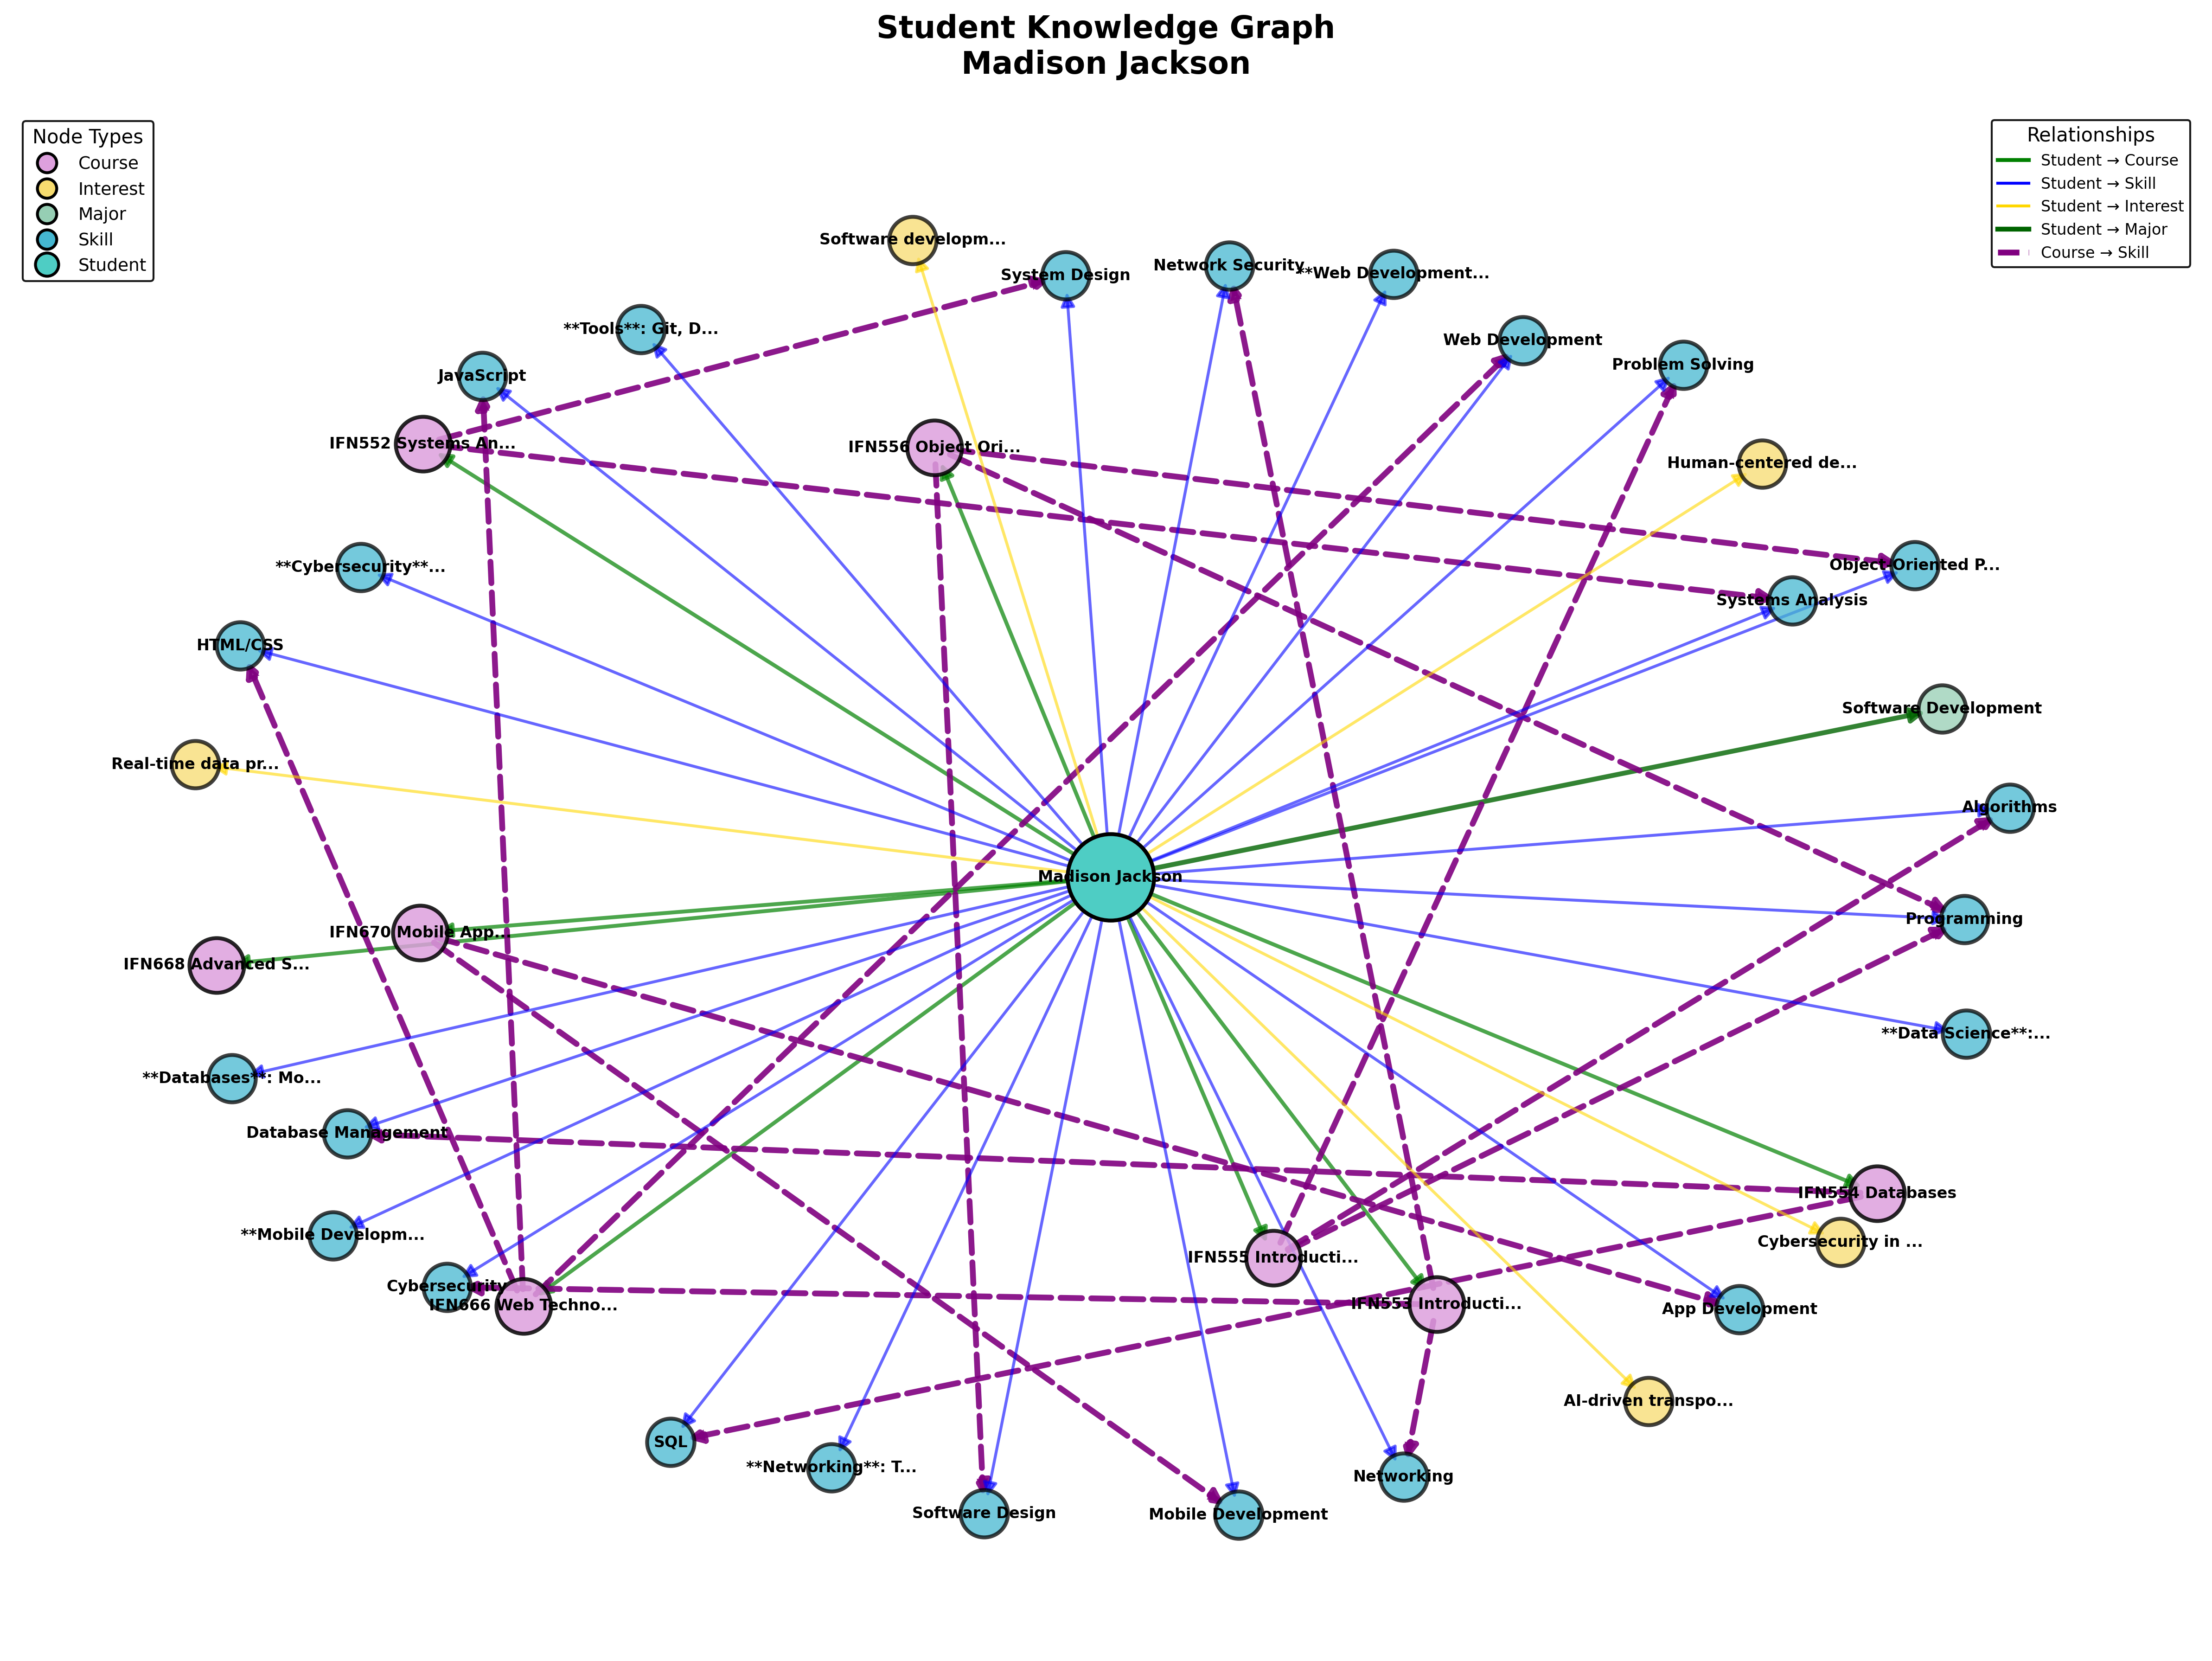 Student Knowledge Graph
Madison Jackson
Node Types
Course
Interest
Major
Skill
Student
Relationships
Student → Course
Student → Skill
Student → Interest
Student → Major
Course → Skill
Software developm...
System Design
Network Security
**Web Development...
**Tools**: Git, D...
Web Development
Problem Solving
JavaScript
IFN552 Systems An...
IFN556 Object Ori...
Human-centered de...
**Cybersecurity**...
Object-Oriented P...
Systems Analysis
HTML/CSS
Software Development
Real-time data pr...
Algorithms
Madison Jackson
Programming
IFN670 Mobile App...
IFN668 Advanced S...
**Data Science**:...
**Databases**: Mo...
Database Management
IFN554 Databases
**Mobile Developm...
Cybersecurity in ...
IFN555 Introducti...
Cybersecurity
IFN666 Web Techno...
IFN553 Introducti...
App Development
AI-driven transpo...
SQL
**Networking**: T...
Networking
Software Design
Mobile Development